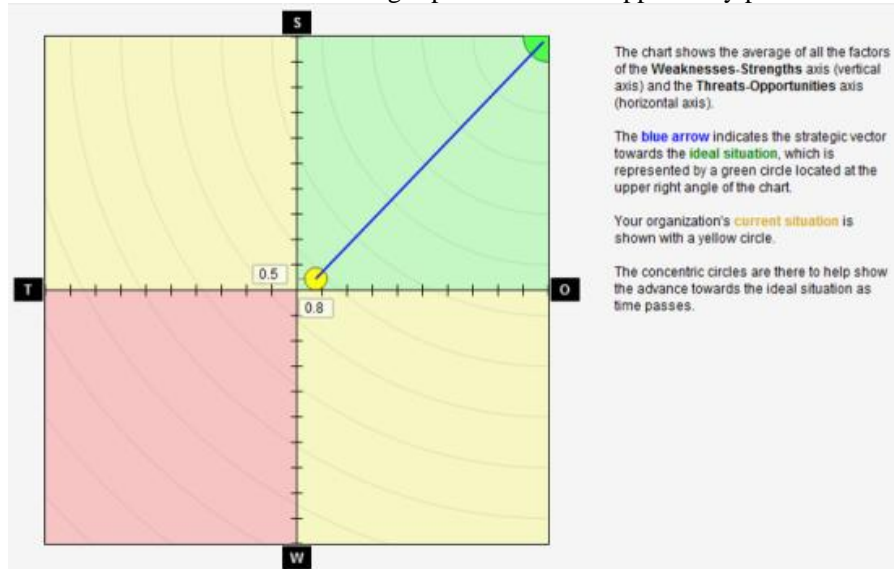 S
T
O
W
0.5
0.8
The chart shows the average of all the factors
of the Weaknesses-Strengths axis (vertical
axis) and the Threats-Opportunities axis
(horizontal axis).
The blue arrow indicates the strategic vector
towards the ideal situation, which is
represented by a green circle located at the
upper right angle of the chart.
Your organization's current situation is
shown with a yellow circle.
The concentric circles are there to help show
the advance towards the ideal situation as
time passes.